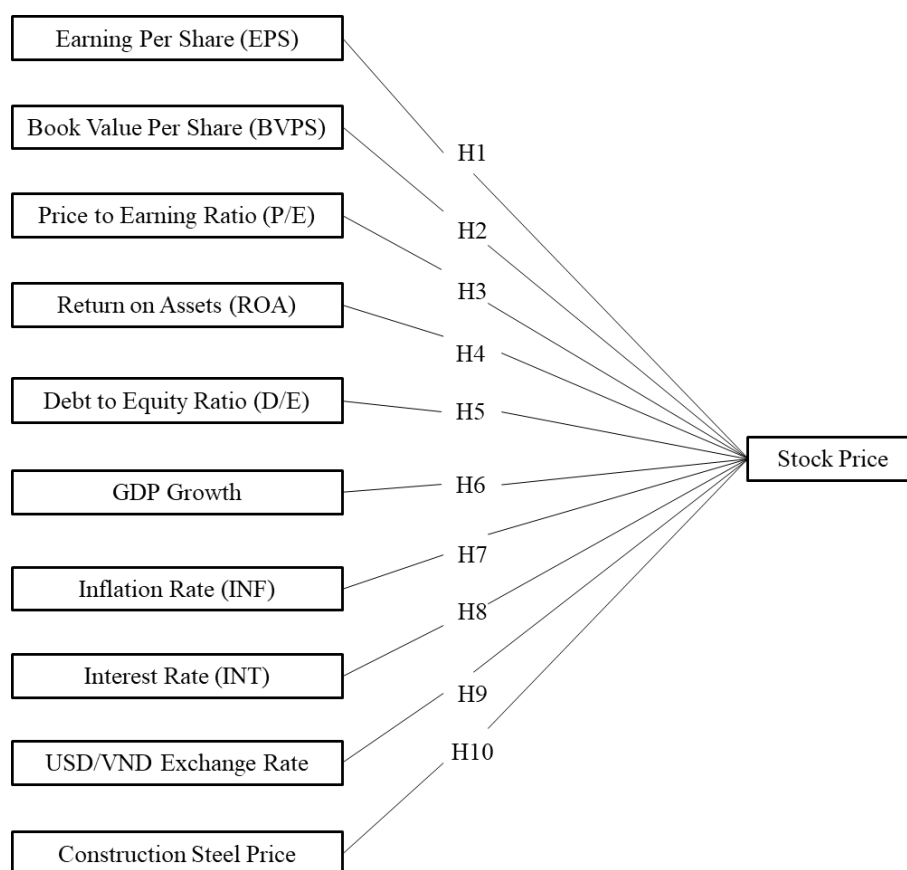 Earning Per Share (EPS)
Book Value Per Share (BVPS)
H1
Price to Earning Ratio (P/E)
H2
Return on Assets (ROA)
H3
H4
Debt to Equity Ratio (D/E)
H5
Stock Price
GDP Growth
H6
H7
Inflation Rate (INF)
H8
Interest Rate (INT)
H9
USD/VND Exchange Rate
H10
Construction Steel Price